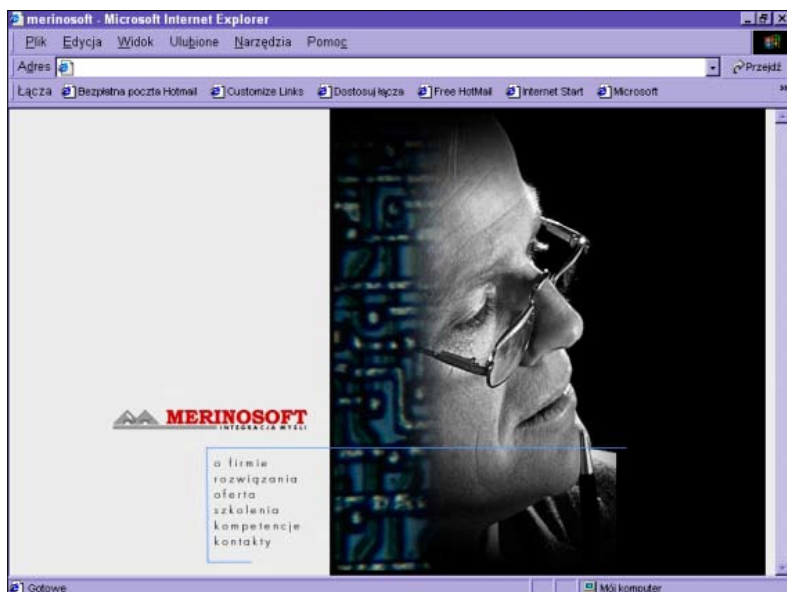 merinosoft - Microsoft Internet Explorer
Plik Edycja Widok Ulubione Narzędzia Pomoc
Adres Przejdź
Łącza Bezpłatna poczta Hotmail Customize Links Dostosuj łącza Free HotMail Internet Start Microsoft »
MERINOSOFT
INTEGRACJA MYŚLI
o firmie
rozwiązania
oferta
szkolenia
kompetencje
kontakty
Gotowe Mój komputer